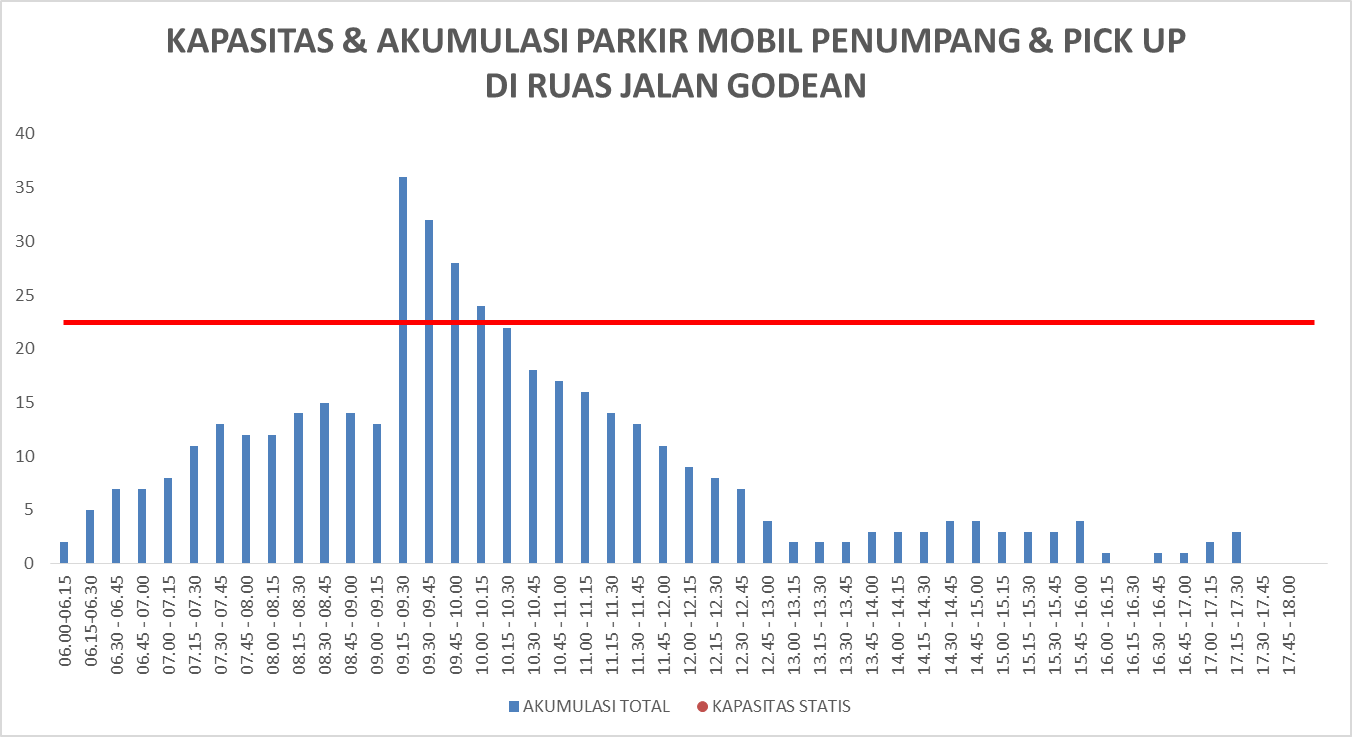 KAPASITAS & AKUMULASI PARKIR MOBIL PENUMPANG & PICK UP
DI RUAS JALAN GODEAN
40
35
30
25
20
15
10
5
0
06.00-06.15
06.15-06.30
06.30 - 06.45
06.45 - 07.00
07.00 - 07.15
07.15 - 07.30
07.30 - 07.45
07.45 - 08.00
08.00 - 08.15
08.15 - 08.30
08.30 - 08.45
08.45 - 09.00
09.00 - 09.15
09.15 - 09.30
09.30 - 09.45
09.45 - 10.00
10.00 - 10.15
10.15 - 10.30
10.30 - 10.45
10.45 - 11.00
11.00 - 11.15
11.15 - 11.30
11.30 - 11.45
11.45 - 12.00
12.00 - 12.15
12.15 - 12.30
12.30 - 12.45
12.45 - 13.00
13.00 - 13.15
13.15 - 13.30
13.30 - 13.45
13.45 - 14.00
14.00 - 14.15
14.15 - 14.30
14.30 - 14.45
14.45 - 15.00
15.00 - 15.15
15.15 - 15.30
15.30 - 15.45
15.45 - 16.00
16.00 - 16.15
16.15 - 16.30
16.30 - 16.45
16.45 - 17.00
17.00 - 17.15
17.15 - 17.30
17.30 - 17.45
17.45 - 18.00
AKUMULASI TOTAL
KAPASITAS STATIS